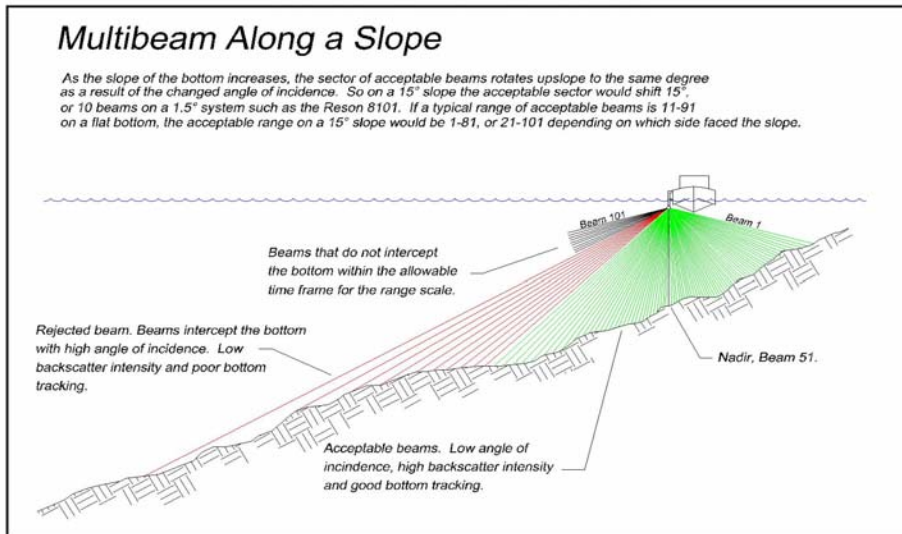 Multibeam Along a Slope
As the slope of the bottom increases, the sector of acceptable beams rotates upslope to the same degree
as a result of the changed angle of incidence. So on a 15° slope the acceptable sector would shift 15°,
or 10 beams on a 1.5° system such as the Reson 8101. If a typical range of acceptable beams is 11-91
on a flat bottom, the acceptable range on a 15° slope would be 1-81, or 21-101 depending on which side faced the slope.
Beam 101
Beam 1
Beams that do not intercept
the bottom within the allowable
time frame for the range scale.
Rejected beam. Beams intercept the bottom
with high angle of incidence. Low
backscatter intensity and poor bottom
tracking.
Nadir, Beam 51.
Acceptable beams. Low angle of
incindence, high backscatter intensity
and good bottom tracking.